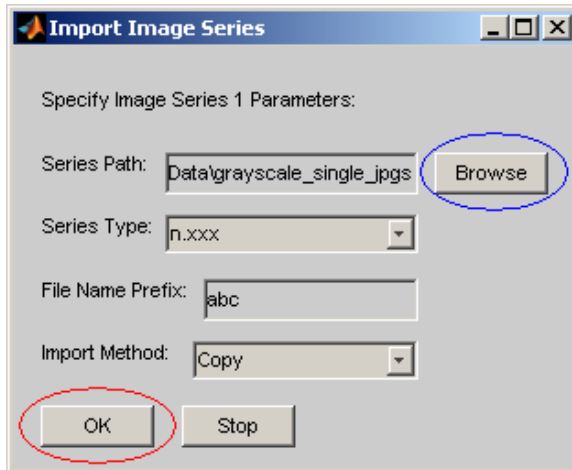 Import Image Series
Specify Image Series 1 Parameters:
Series Path: Data\grayscale_single_jpgs Browse
Series Type: n.xxx
File Name Prefix: abc
Import Method: Copy
OK Stop